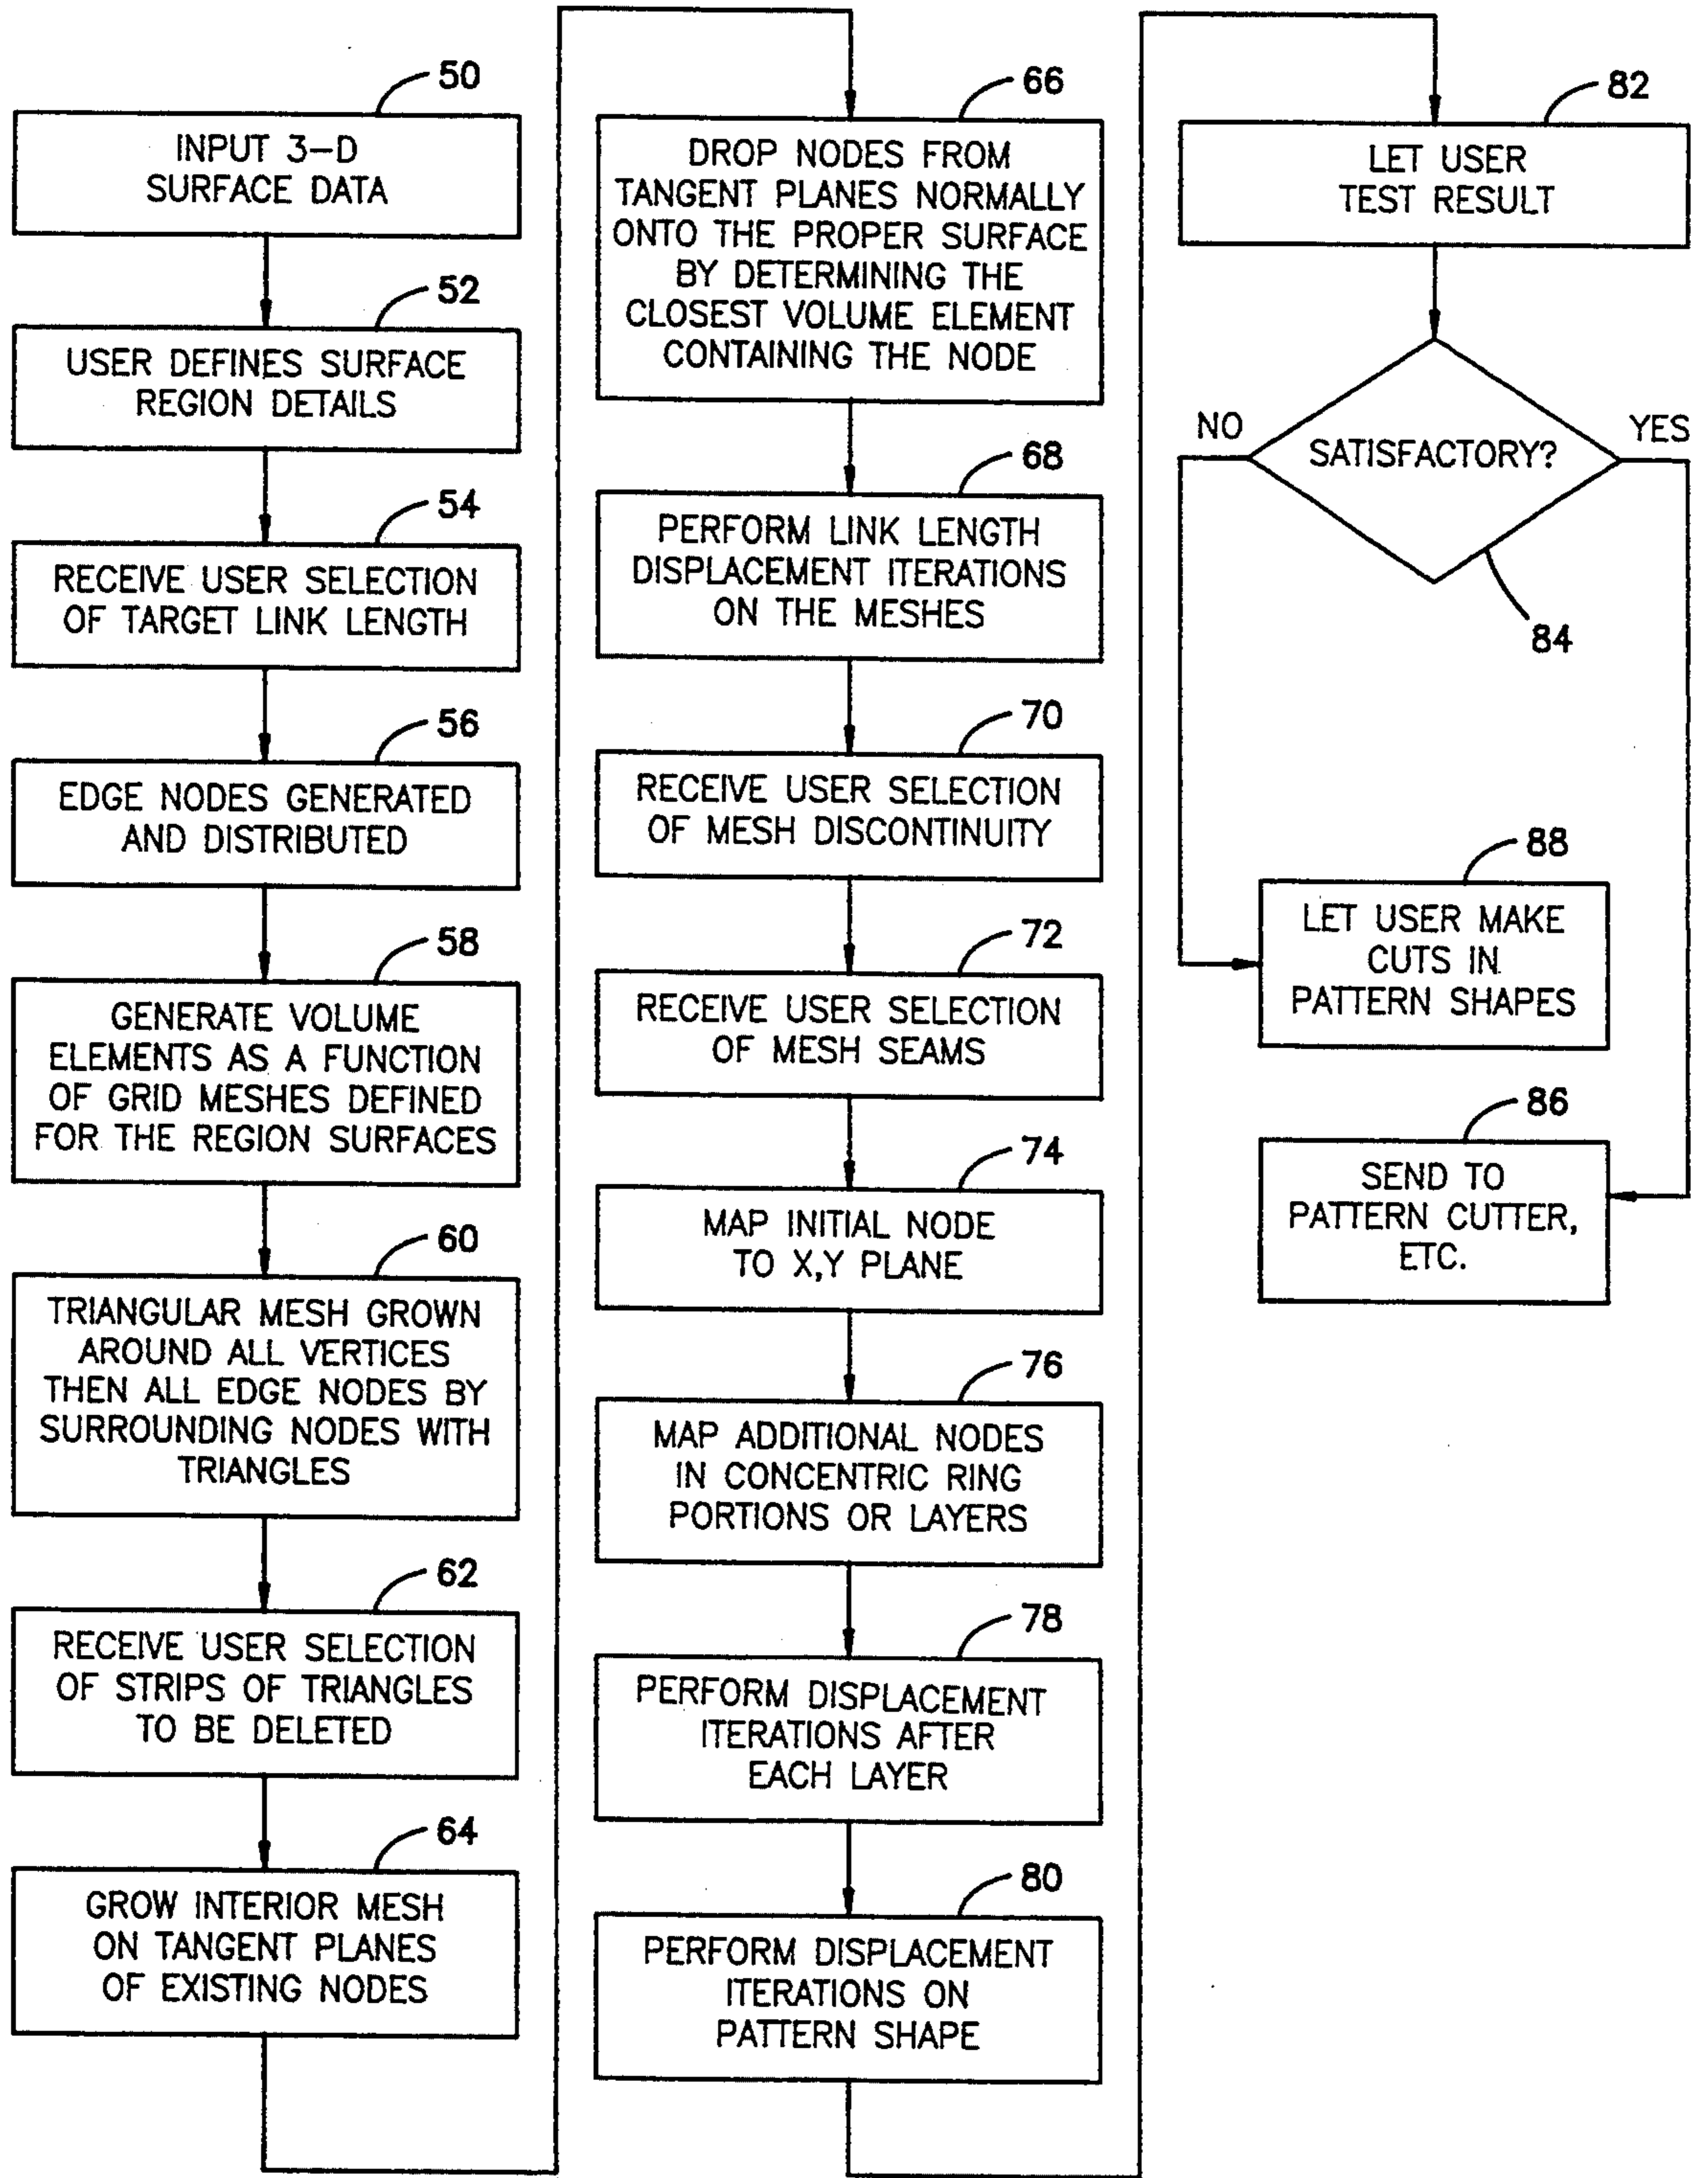 50
INPUT 3-D
SURFACE DATA
52
USER DEFINES SURFACE
REGION DETAILS
54
RECEIVE USER SELECTION
OF TARGET LINK LENGTH
56
EDGE NODES GENERATED
AND DISTRIBUTED
58
GENERATE VOLUME
ELEMENTS AS A FUNCTION
OF GRID MESHES DEFINED
FOR THE REGION SURFACES
60
TRIANGULAR MESH GROWN
AROUND ALL VERTICES
THEN ALL EDGE NODES BY
SURROUNDING NODES WITH
TRIANGLES
62
RECEIVE USER SELECTION
OF STRIPS OF TRIANGLES
TO BE DELETED
64
GROW INTERIOR MESH
ON TANGENT PLANES
OF EXISTING NODES
66
DROP NODES FROM
TANGENT PLANES NORMALLY
ONTO THE PROPER SURFACE
BY DETERMINING THE
CLOSEST VOLUME ELEMENT
CONTAINING THE NODE
68
PERFORM LINK LENGTH
DISPLACEMENT ITERATIONS
ON THE MESHES
70
RECEIVE USER SELECTION
OF MESH DISCONTINUITY
72
RECEIVE USER SELECTION
OF MESH SEAMS
74
MAP INITIAL NODE
TO X,Y PLANE
76
MAP ADDITIONAL NODES
IN CONCENTRIC RING
PORTIONS OR LAYERS
78
PERFORM DISPLACEMENT
ITERATIONS AFTER
EACH LAYER
80
PERFORM DISPLACEMENT
ITERATIONS ON
PATTERN SHAPE
82
LET USER
TEST RESULT
NO
SATISFACTORY?
YES
84
88
LET USER MAKE
CUTS IN
PATTERN SHAPES
86
SEND TO
PATTERN CUTTER,
ETC.